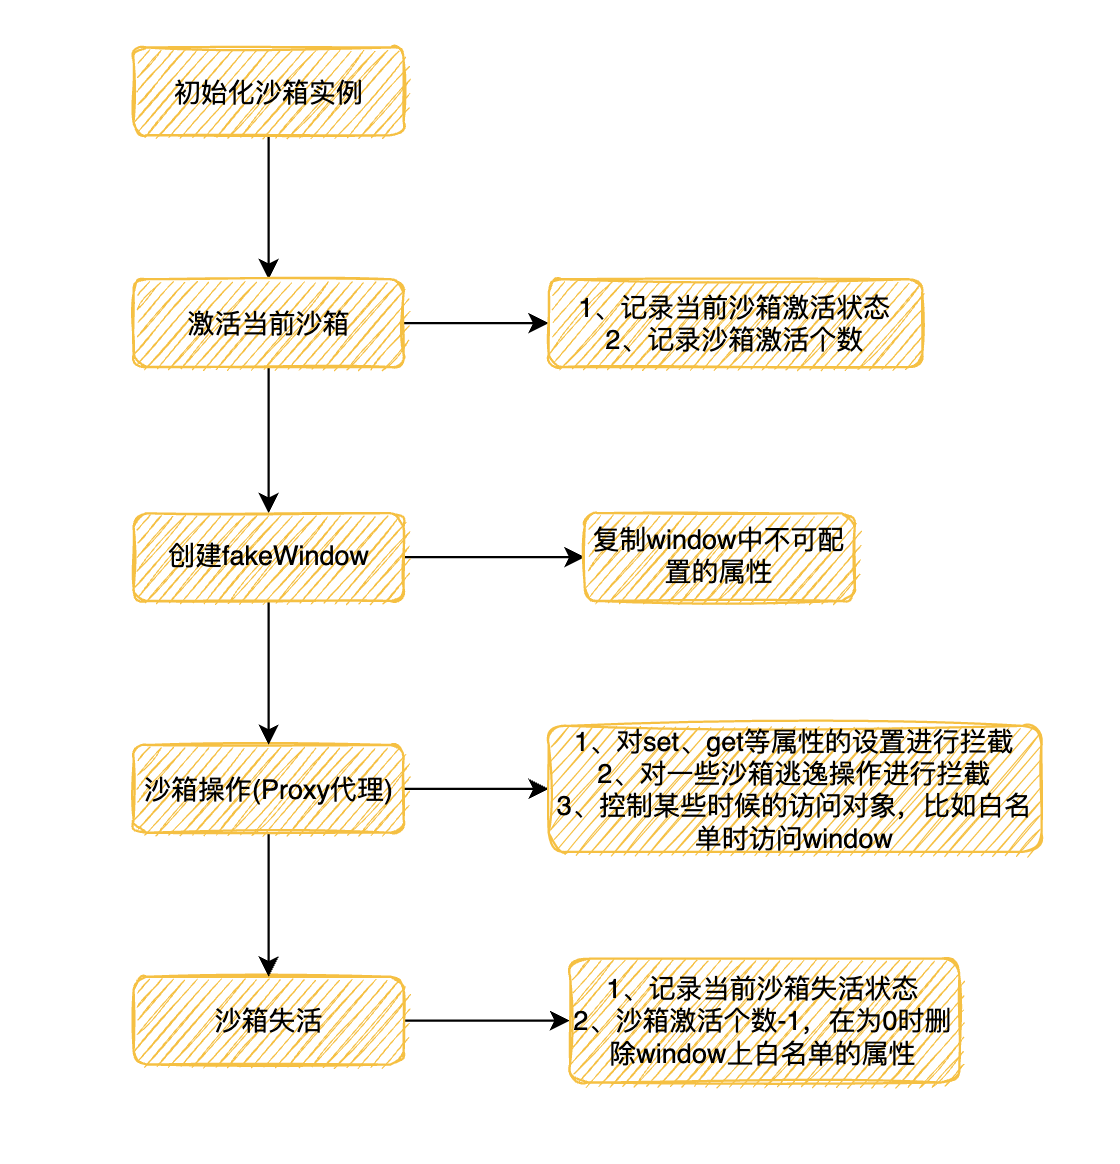 初始化沙箱实例
激活当前沙箱
1、记录当前沙箱激活状态
2、记录沙箱激活个数
创建fakeWindow
复制window中不可配
置的属性
沙箱操作(Proxy代理)
1、对set、get等属性的设置进行拦截
2、对一些沙箱逃逸操作进行拦截
3、控制某些时候的访问对象，比如白名
单时访问window
沙箱失活
1、记录当前沙箱失活状态
2、沙箱激活个数-1，在为0时删
除window上白名单的属性